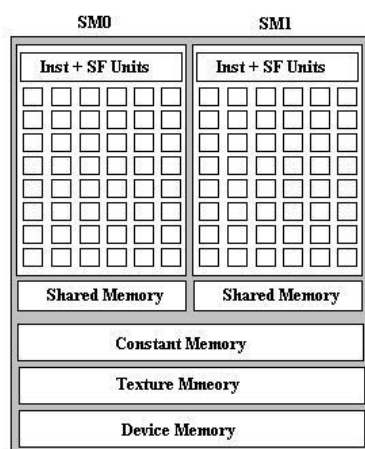 SM0 SM1
Inst + SF Units Inst + SF Units
Shared Memory Shared Memory
Constant Memory
Texture Mmeory
Device Memory